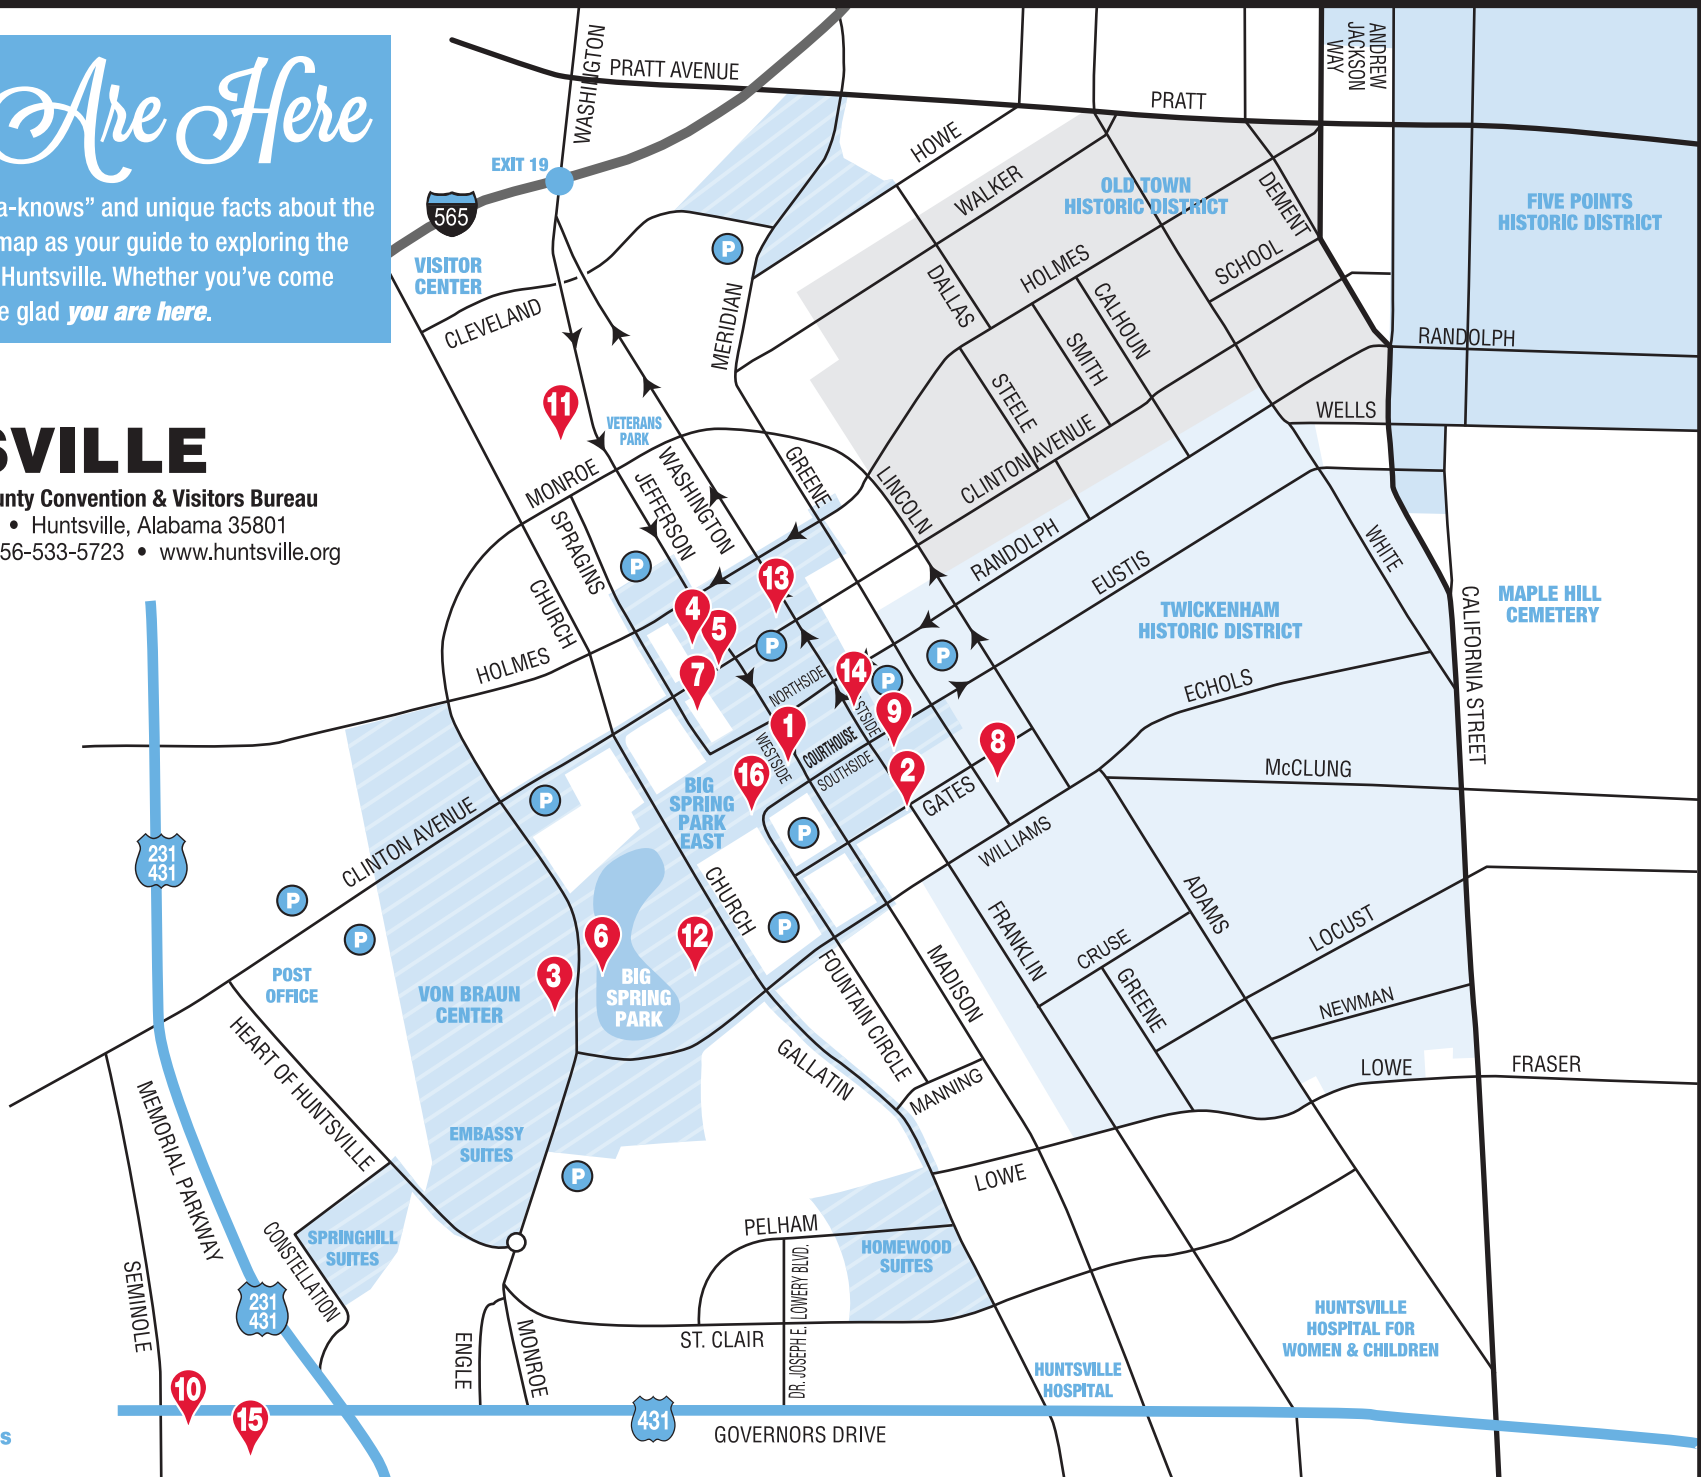 Are Here
a-knows” and unique facts about the
map as your guide to exploring the
Huntsville. Whether you’ve come
e glad you are here.
SVILLE
unty Convention & Visitors Bureau
• Huntsville, Alabama 35801
56-533-5723 • www.huntsville.org
s
WASHINGTON
PRATT AVENUE
PRATT
ANDREW
JACKSON
WAY
EXIT 19
565
HOWE
WALKER
OLD TOWN
HISTORIC DISTRICT
DEMENT
FIVE POINTS
HISTORIC DISTRICT
VISITOR
CENTER
P
CLEVELAND
MERIDIAN
DALLAS
HOLMES
SCHOOL
CALHOUN
SMITH
RANDOLPH
STEELE
WELLS
11
VETERANS
PARK
MONROE
WASHINGTON
JEFFERSON
GREENE
LINCOLN
CLINTON AVENUE
SPRAGINS
P
RANDOLPH
EUSTIS
WHITE
CHURCH
13
4
5
P
P
TWICKENHAM
HISTORIC DISTRICT
MAPLE HILL
CEMETERY
CALIFORNIA STREET
HOLMES
7
NORTHSIDE
14
P
ECHOLS
1
STSIDE
9
8
WESTSIDE
COURTHOUSE
SOUTHSIDE
2
16
BIG
SPRING
PARK
EAST
GATES
McCLUNG
P
P
CLINTON AVENUE
WILLIAMS
231
431
P
P
CHURCH
P
ADAMS
6
12
FRANKLIN
CRUSE
LOCUST
3
BIG
SPRING
PARK
FOUNTAIN CIRCLE
MADISON
GREENE
NEWMAN
POST
OFFICE
VON BRAUN
CENTER
HEART OF HUNTSVILLE
GALLATIN
MANNING
LOWE
FRASER
MEMORIAL PARKWAY
EMBASSY
SUITES
P
LOWE
SPRINGHILL
SUITES
CONSTELLATION
PELHAM
HOMEWOOD
SUITES
SEMINOLE
231
431
ENGLE
MONROE
ST. CLAIR
DR. JOSEPH E. LOWERY BLVD.
HUNTSVILLE
HOSPITAL FOR
WOMEN & CHILDREN
HUNTSVILLE
HOSPITAL
10
15
431
GOVERNORS DRIVE